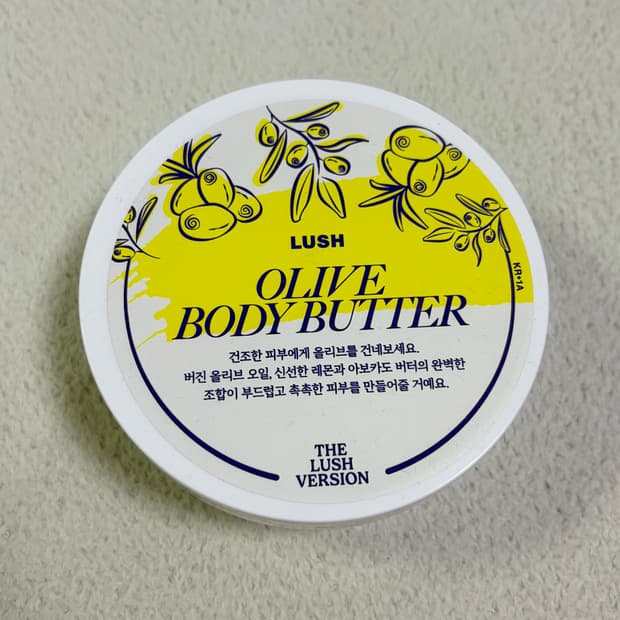 LUSH
KR•1A
OLIVE
BODY BUTTER
건조한 피부에게 올리브를 건네보세요.
버진 올리브 오일, 신선한 레몬과 아보카도 버터의 완벽한
조합이 부드럽고 촉촉한 피부를 만들어줄 거예요.
THE
LUSH
VERSION